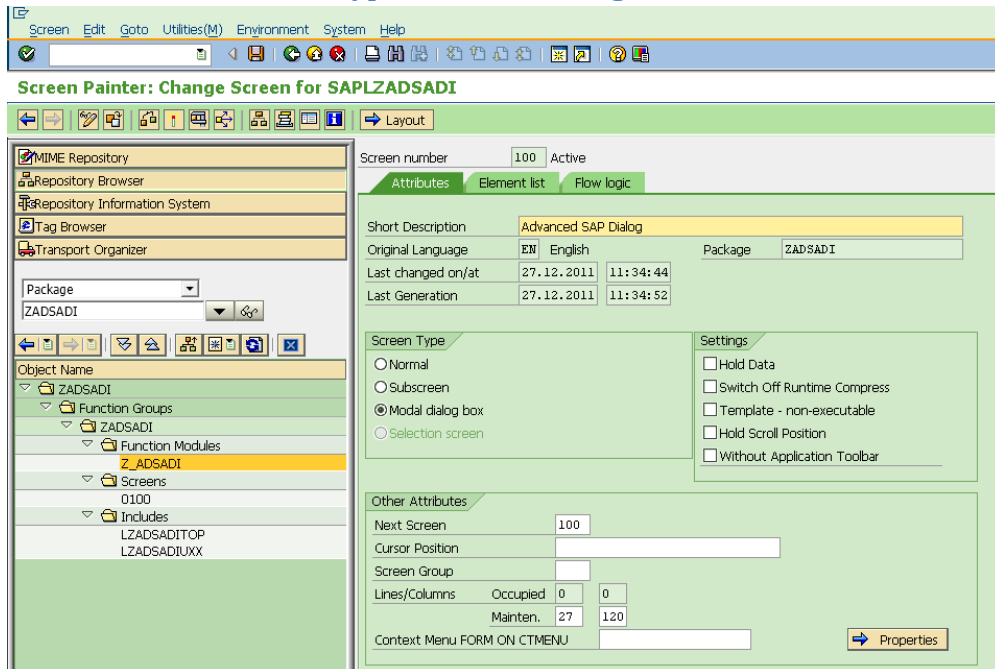 Screen Edit Goto Utilities(M) Environment System Help
Screen Painter: Change Screen for SAPLZADSADI
Layout
MIME Repository
Repository Browser
Repository Information System
Tag Browser
Transport Organizer
Package
ZADSADI
Object Name
ZADSADI
Function Groups
ZADSADI
Function Modules
Z_ADSADI
Screens
0100
Includes
LZADSADITOP
LZADSADIUXX
Screen number 100 Active
Attributes Element list Flow logic
Short Description Advanced SAP Dialog
Original Language EN English Package ZADSADI
Last changed on/at 27.12.2011 11:34:44
Last Generation 27.12.2011 11:34:52
Screen Type
Normal
Subscreen
Modal dialog box
Selection screen
Settings
Hold Data
Switch Off Runtime Compress
Template - non-executable
Hold Scroll Position
Without Application Toolbar
Other Attributes
Next Screen 100
Cursor Position
Screen Group
Lines/Columns Occupied 0 0
Mainten. 27 120
Context Menu FORM ON CTMENU
Properties